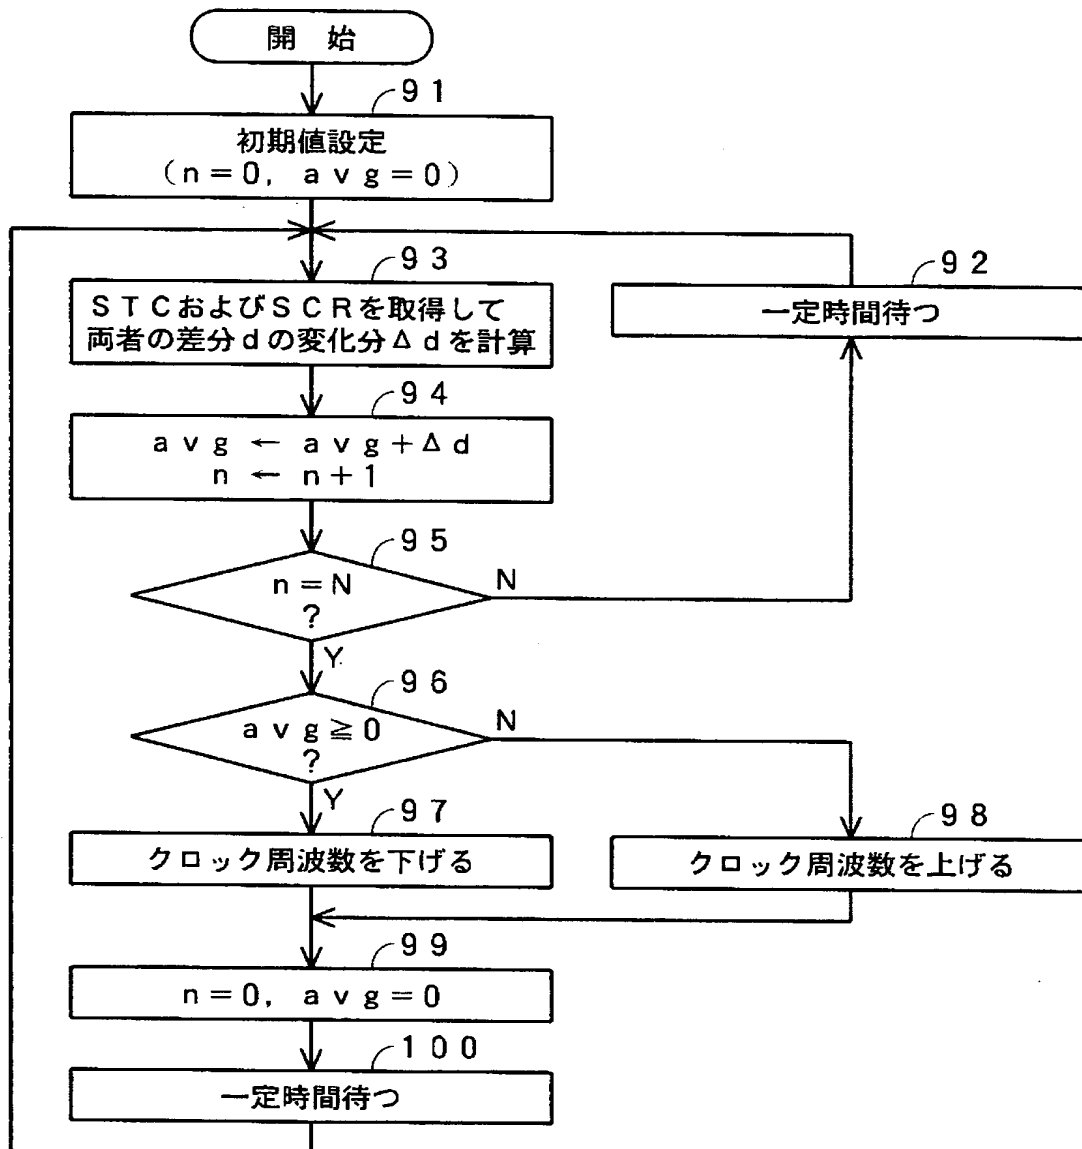 開 始
91
初期値設定
(n=0, avg=0)
93
STCおよびSCRを取得して
両者の差分dの変化分Δdを計算
92
一定時間待つ
94
avg ← avg+Δd
n ← n+1
95
n=N
?
N
Y
96
avg≧0
?
N
Y
97
クロック周波数を下げる
98
クロック周波数を上げる
99
n=0, avg=0
100
一定時間待つ